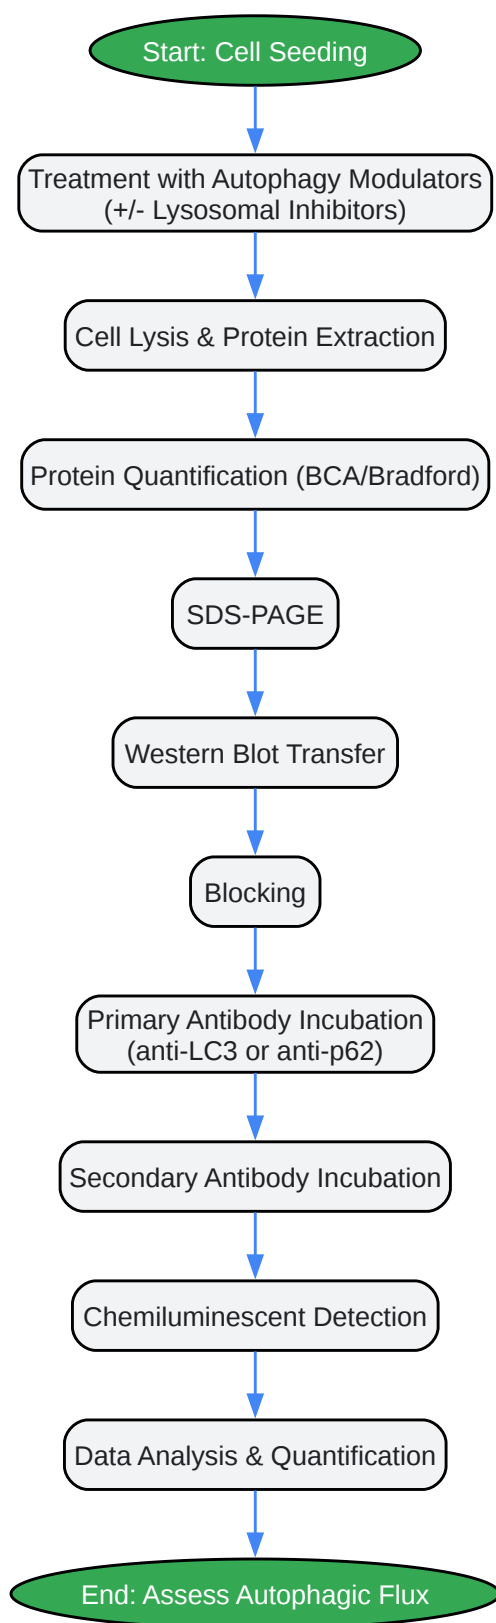 Start: Cell Seeding
Treatment with Autophagy Modulators
(+/- Lysosomal Inhibitors)
Cell Lysis & Protein Extraction
Protein Quantification (BCA/Bradford)
SDS-PAGE
Western Blot Transfer
Blocking
Primary Antibody Incubation
(anti-LC3 or anti-p62)
Secondary Antibody Incubation
Chemiluminescent Detection
Data Analysis & Quantification
End: Assess Autophagic Flux